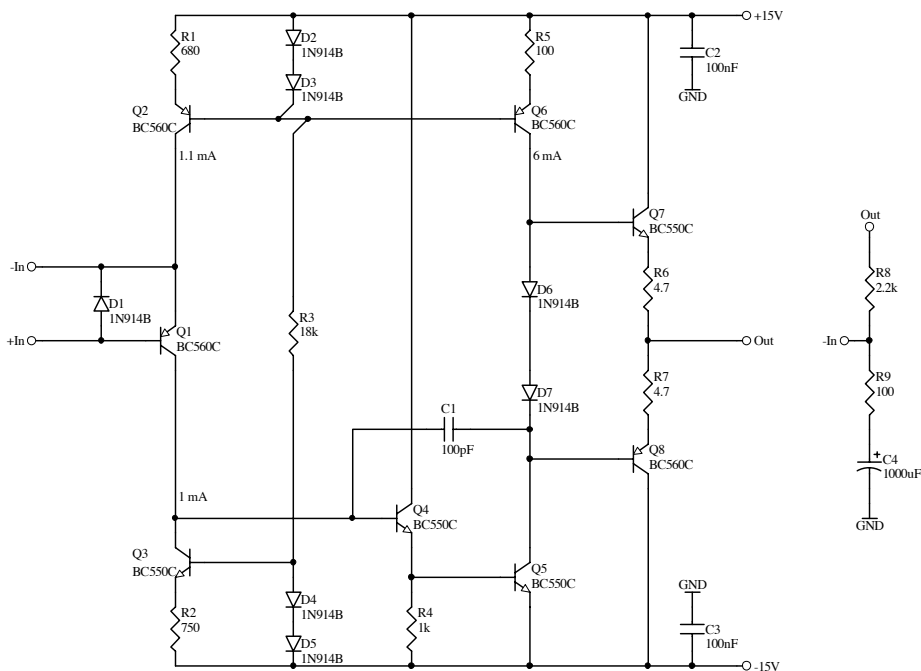 +15V
R1
680
D2
1N914B
D3
1N914B
R5
100
C2
100nF
GND
Q2
BC560C
Q6
BC560C
1.1 mA
6 mA
Q7
BC550C
Out
-In
D1
1N914B
R6
4.7
D6
1N914B
R8
2.2k
+In
Q1
BC560C
R3
18k
Out
-In
R7
4.7
R9
100
D7
1N914B
C1
100pF
Q8
BC560C
+
C4
1000uF
1 mA
Q4
BC550C
GND
Q3
BC550C
Q5
BC550C
GND
D4
1N914B
R2
750
R4
1k
C3
100nF
D5
1N914B
-15V